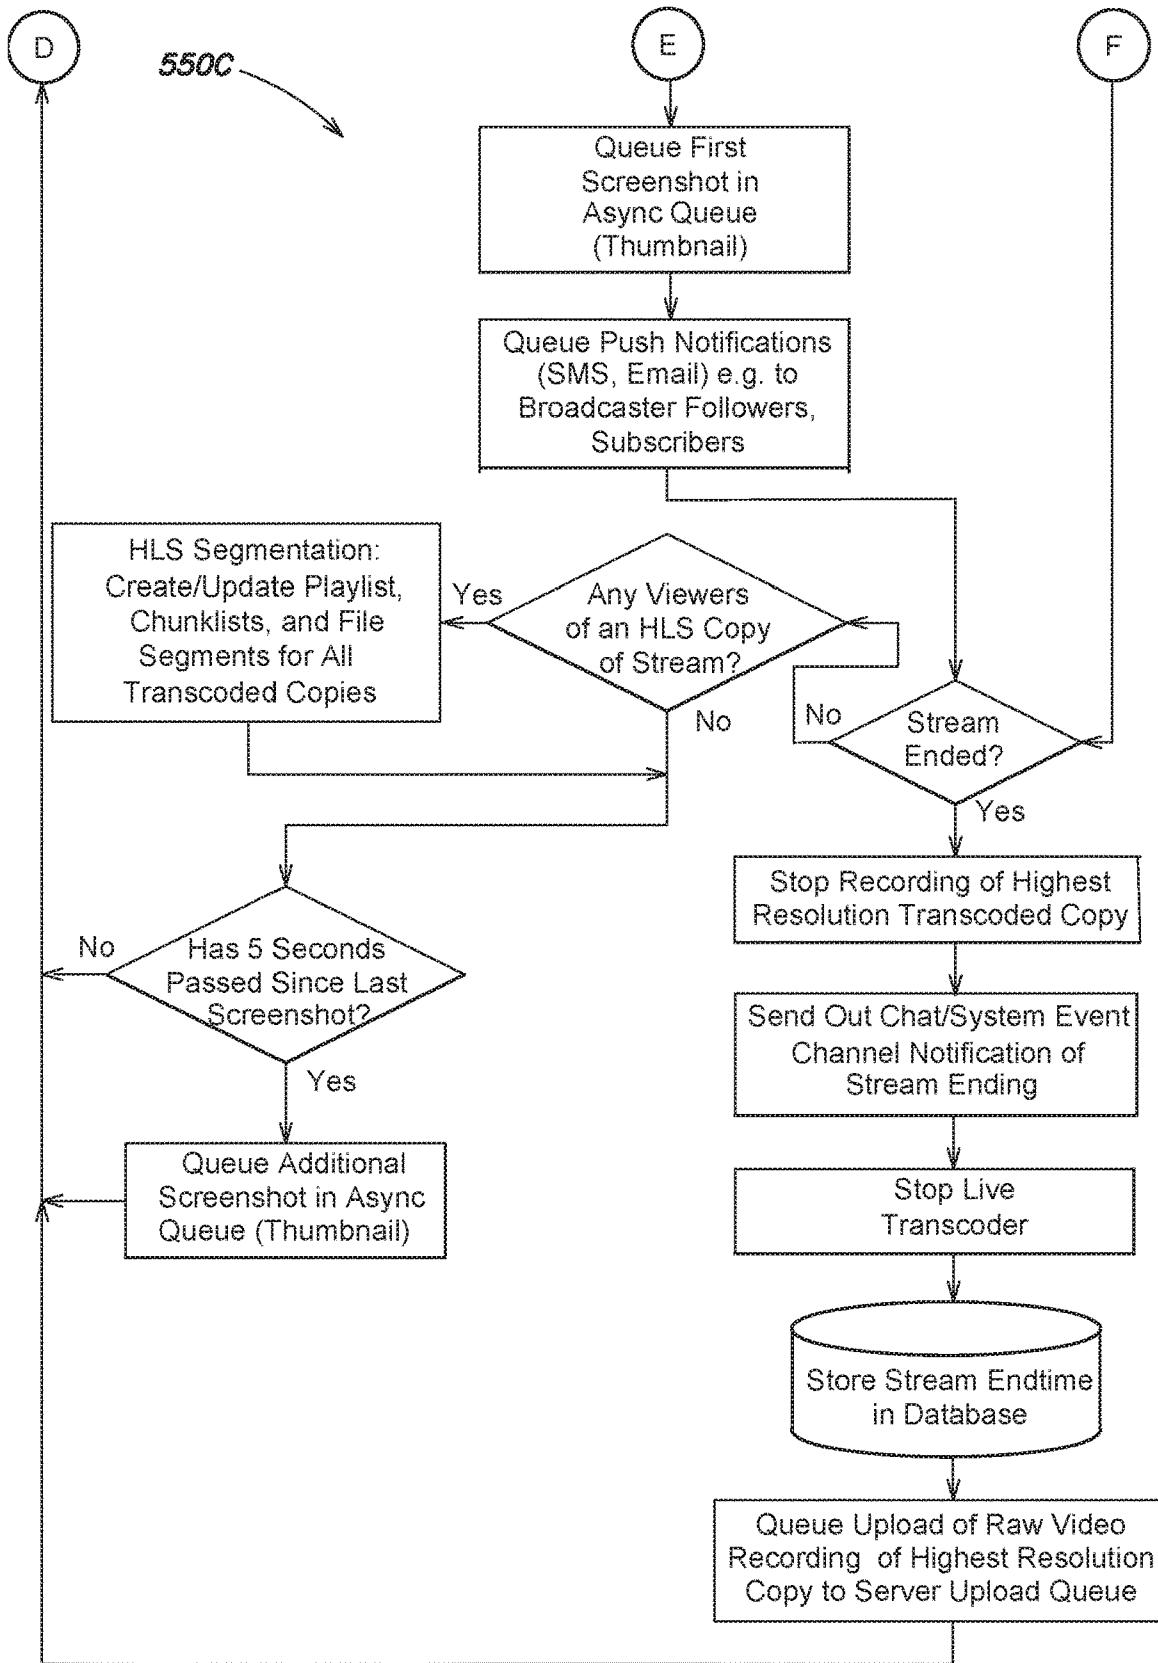 D
550C
E
F
Queue First
Screenshot in
Async Queue
(Thumbnail)
Queue Push Notifications
(SMS, Email) e.g. to
Broadcaster Followers,
Subscribers
HLS Segmentation:
Create/Update Playlist,
Chunklists, and File
Segments for All
Transcoded Copies
Yes
Any Viewers
of an HLS Copy
of Stream?
No
No
Stream
Ended?
Yes
Stop Recording of Highest
Resolution Transcoded Copy
No
Has 5 Seconds
Passed Since Last
Screenshot?
Yes
Send Out Chat/System Event
Channel Notification of
Stream Ending
Queue Additional
Screenshot in Async
Queue (Thumbnail)
Stop Live
Transcoder
Store Stream Endtime
in Database
Queue Upload of Raw Video
Recording of Highest Resolution
Copy to Server Upload Queue